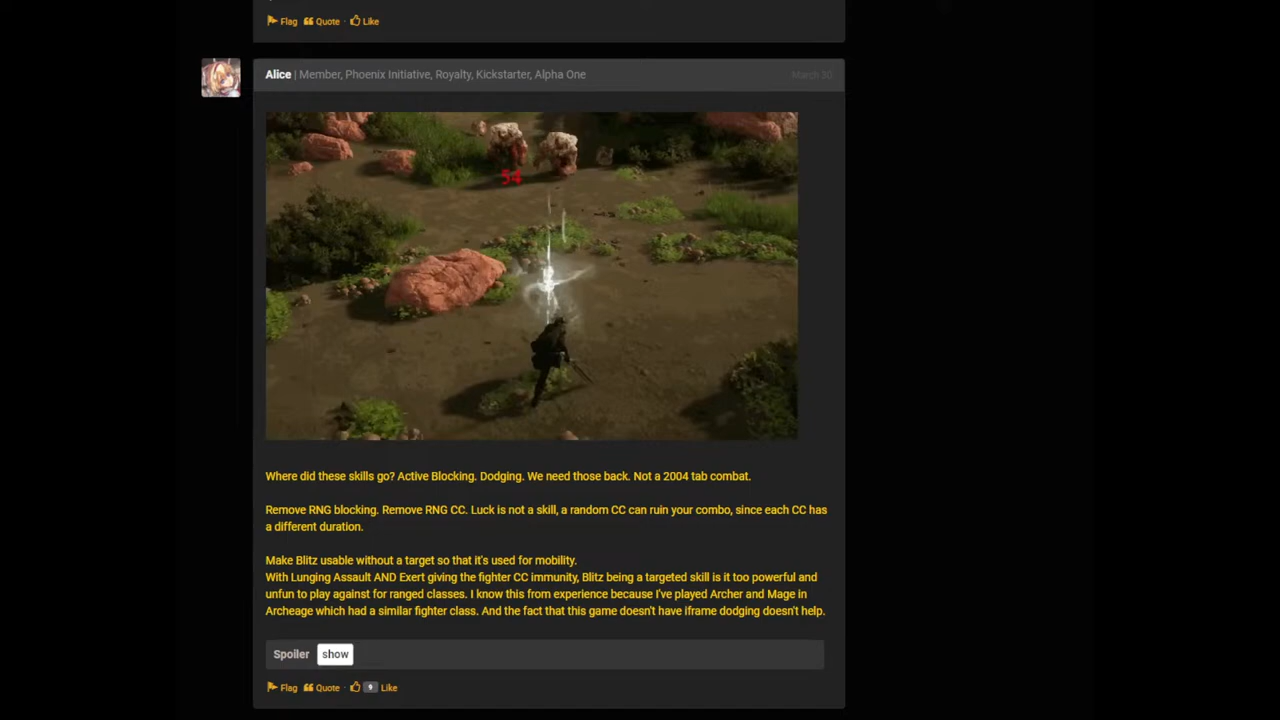 Flag Quote · Like
Alice | Member, Phoenix Initiative, Royalty, Kickstarter, Alpha One March 30
54
Where did these skills go? Active Blocking. Dodging. We need those back. Not a 2004 tab combat.
Remove RNG blocking. Remove RNG CC. Luck is not a skill, a random CC can ruin your combo, since each CC has
a different duration.
Make Blitz usable without a target so that it's used for mobility.
With Lunging Assault AND Exert giving the fighter CC immunity, Blitz being a targeted skill is it too powerful and
unfun to play against for ranged classes. I know this from experience because I've played Archer and Mage in
Archeage which had a similar fighter class. And the fact that this game doesn't have iframe dodging doesn't help.
Spoiler show
Flag Quote · 9 Like